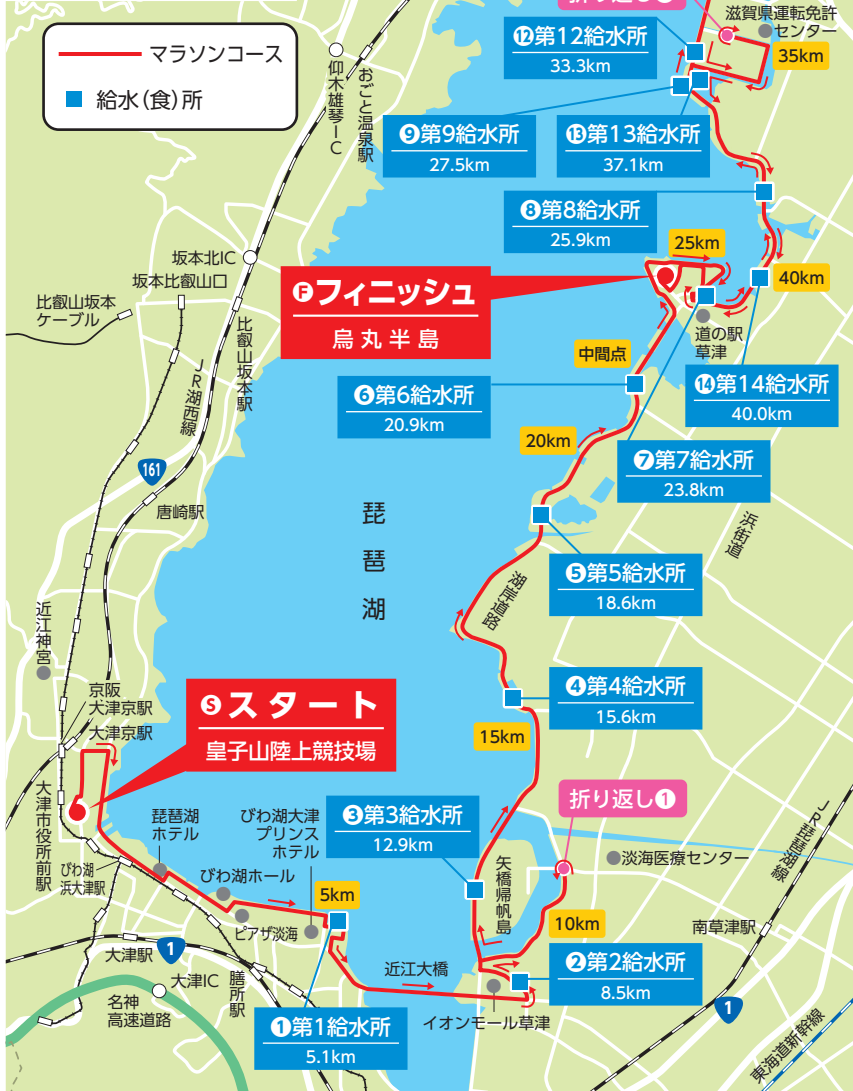 マラソンコース
給水(食)所
仰木雄琴IC
おごと温泉駅
滋賀県運転免許
センター
35km
⓬第12給水所
33.3km
❾第9給水所
27.5km
⓭第13給水所
37.1km
❽第8給水所
25.9km
坂本北IC
坂本比叡山口
比叡山坂本
ケーブル
比叡山坂本駅
JR湖西線
Ⓕフィニッシュ
烏丸半島
25km
40km
道の駅
草津
中間点
❻第6給水所
20.9km
⓮第14給水所
40.0km
20km
❼第7給水所
23.8km
161
唐崎駅
琵琶湖
浜街道
❺第5給水所
18.6km
湖岸道路
近江神宮
京阪
大津京駅
大津京駅
Ⓢスタート
皇子山陸上競技場
❹第4給水所
15.6km
15km
大津市役所前駅
琵琶湖
ホテル
びわ湖大津
プリンス
ホテル
❸第3給水所
12.9km
折り返し❶
淡海医療センター
JR琵琶湖線
びわ湖
浜大津駅
びわ湖ホール
5km
矢橋帰帆島
10km
ピアザ淡海
南草津駅
大津駅
1
大津IC
膳所駅
近江大橋
❷第2給水所
8.5km
名神
高速道路
イオンモール草津
❶第1給水所
5.1km
1
東海道新幹線